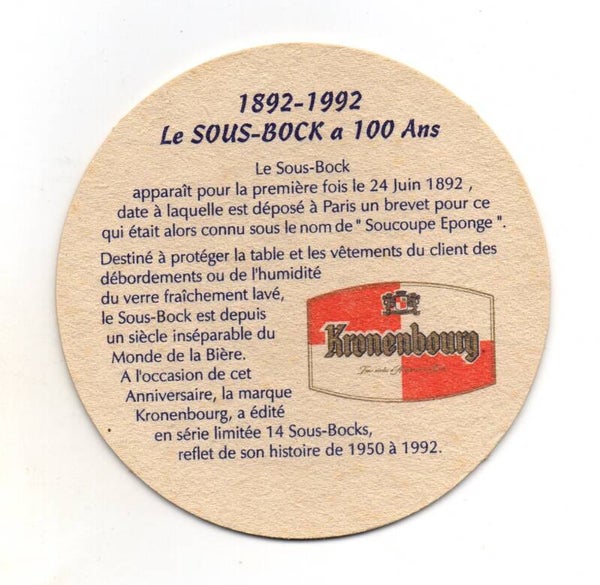 1892-1992
Le SOUS-BOCK a 100 Ans
Le Sous-Bock
apparaît pour la première fois le 24 Juin 1892 ,
date à laquelle est déposé à Paris un brevet pour ce
qui était alors connu sous le nom de " Soucoupe Eponge ".
Destiné à protéger la table et les vêtements du client des
débordements ou de l'humidité
du verre fraîchement lavé,
le Sous-Bock est depuis
un siècle inséparable du
Monde de la Bière.
A l'occasion de cet
Anniversaire, la marque
Kronenbourg, a édité
en série limitée 14 Sous-Bocks,
reflet de son histoire de 1950 à 1992.
Kronenbourg